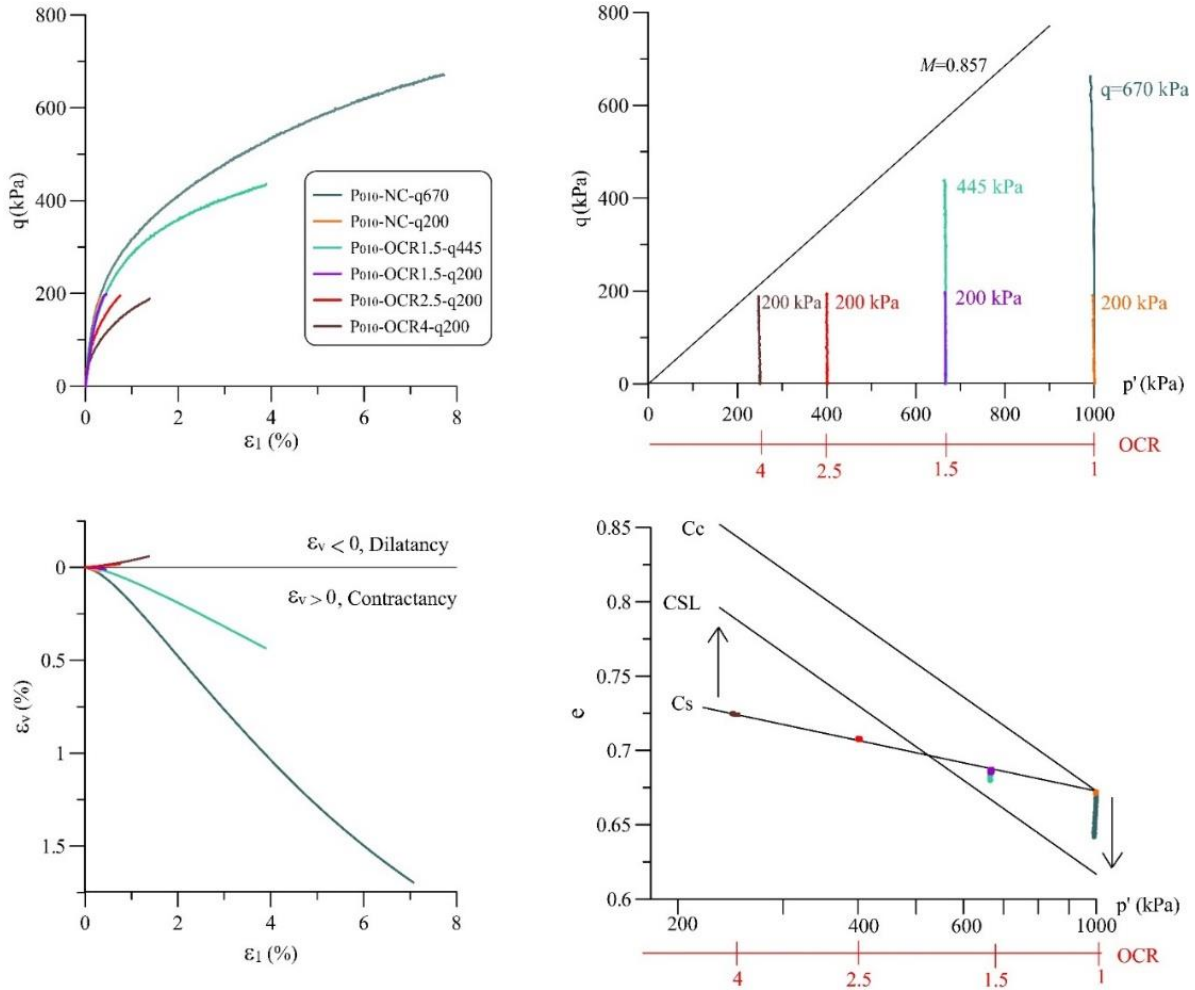 800
600
400
200
0
q(kPa)
0 2 4 6 8
ε1 (%)
P010-NC-q670
P010-NC-q200
P010-OCR1.5-q445
P010-OCR1.5-q200
P010-OCR2.5-q200
P010-OCR4-q200
800
600
400
200
0
q(kPa)
M=0.857
q=670 kPa
445 kPa
200 kPa
200 kPa
200 kPa
200 kPa
0 200 400 600 800 1000 p' (kPa)
OCR
4 2.5 1.5 1
0
0.5
1
1.5
εv (%)
εv < 0, Dilatancy
εv > 0, Contractancy
0 2 4 6 8
ε1 (%)
0.85
0.8
0.75
0.7
0.65
0.6
e
Cc
CSL
Cs
200 400 600 1000 p' (kPa)
OCR
4 2.5 1.5 1